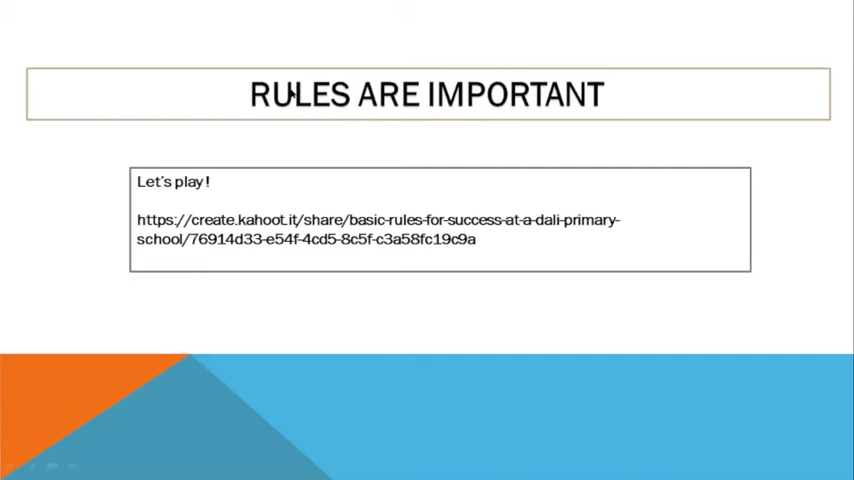 RULES ARE IMPORTANT
Let's play!
https://create.kahoot.it/share/basic-rules-for-success-at-a-dali-primary-
school/76914d33-e54f-4cd5-8c5f-c3a58fc19c9a